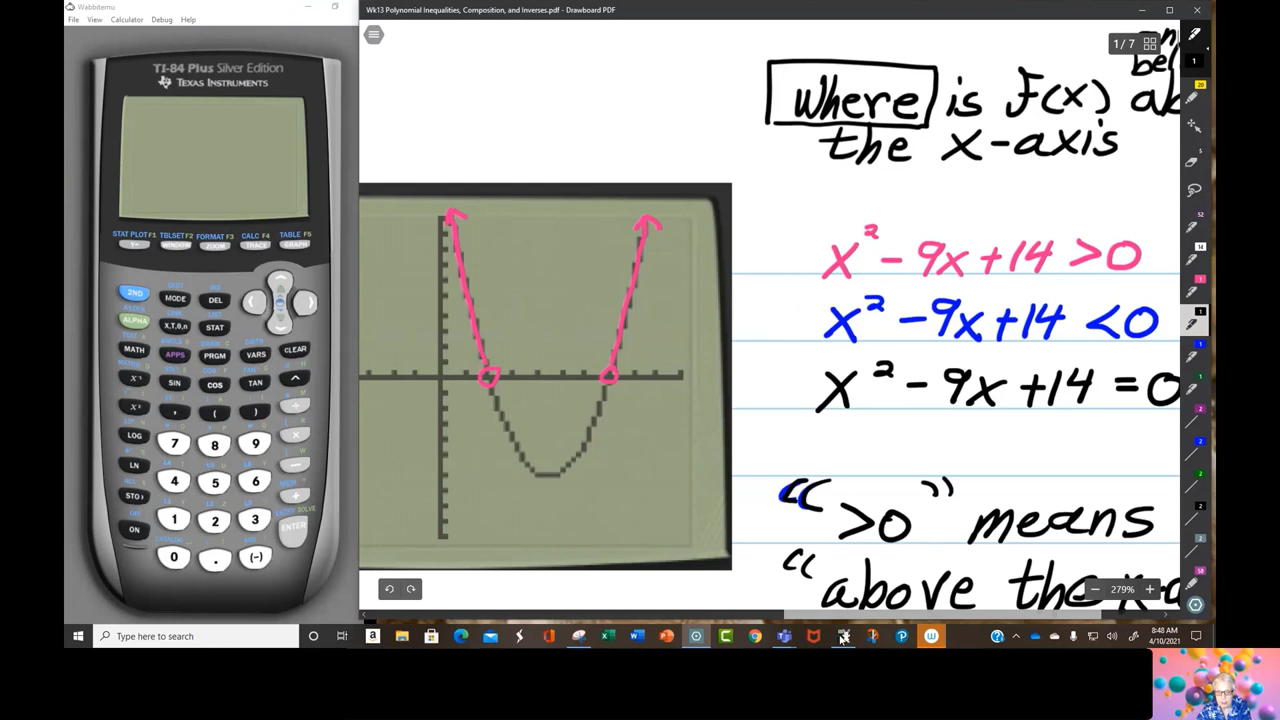 Wabbitemu
File View Calculator Debug Help
TI-84 Plus Silver Edition
TEXAS INSTRUMENTS
STAT PLOT F1 TBLSET F2 FORMAT F3 CALC F4 TABLE F5
Y= WINDOW ZOOM TRACE GRAPH
2ND MODE DEL
ALPHA X,T,θ,n STAT
MATH APPS PRGM VARS CLEAR
SIN COS TAN ^
, ( )
LOG 7 8 9
LN 4 5 6
STO 1 2 3
ON 0 . (-) ENTER
Wk13 Polynomial Inequalities, Composition, and Inverses.pdf - Drawboard PDF
1/7
Where is F(x)
the x-axis
x² - 9x + 14 > 0
x² - 9x + 14 < 0
x² - 9x + 14 = 0
“ >0 ” means
“ above the x-a
279%
Type here to search
8:48 AM
4/10/2021